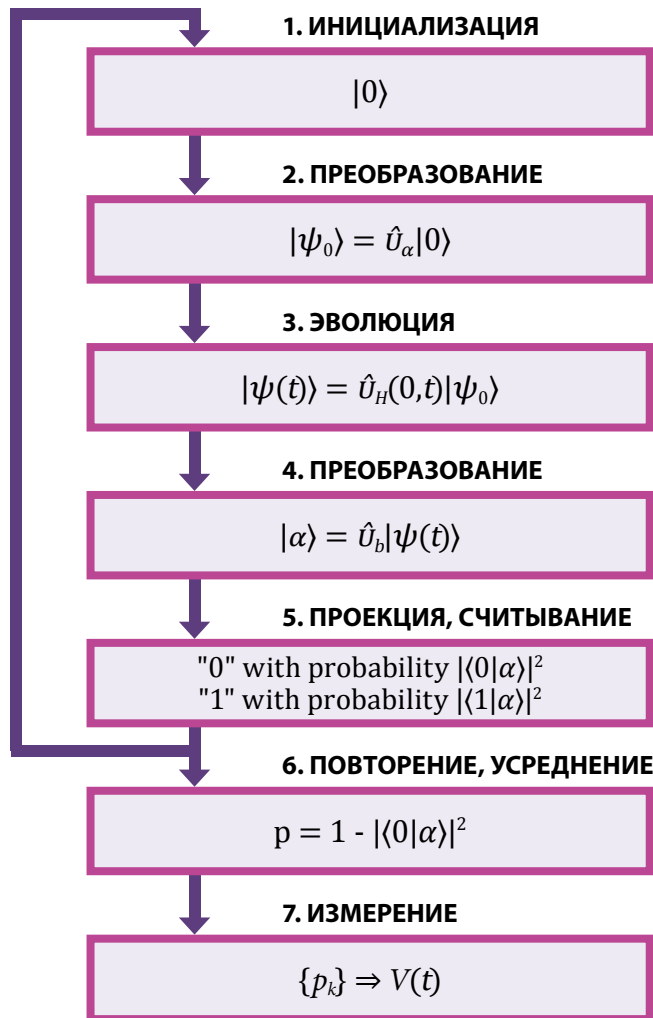 1. ИНИЦИАЛИЗАЦИЯ
|0⟩
2. ПРЕОБРАЗОВАНИЕ
|ψ₀⟩ = Û_α|0⟩
3. ЭВОЛЮЦИЯ
|ψ(t)⟩ = Û_H(0,t)|ψ₀⟩
4. ПРЕОБРАЗОВАНИЕ
|α⟩ = Û_b|ψ(t)⟩
5. ПРОЕКЦИЯ, СЧИТЫВАНИЕ
"0" with probability |⟨0|α⟩|²
"1" with probability |⟨1|α⟩|²
6. ПОВТОРЕНИЕ, УСРЕДНЕНИЕ
p = 1 - |⟨0|α⟩|²
7. ИЗМЕРЕНИЕ
{p_k} ⇒ V(t)